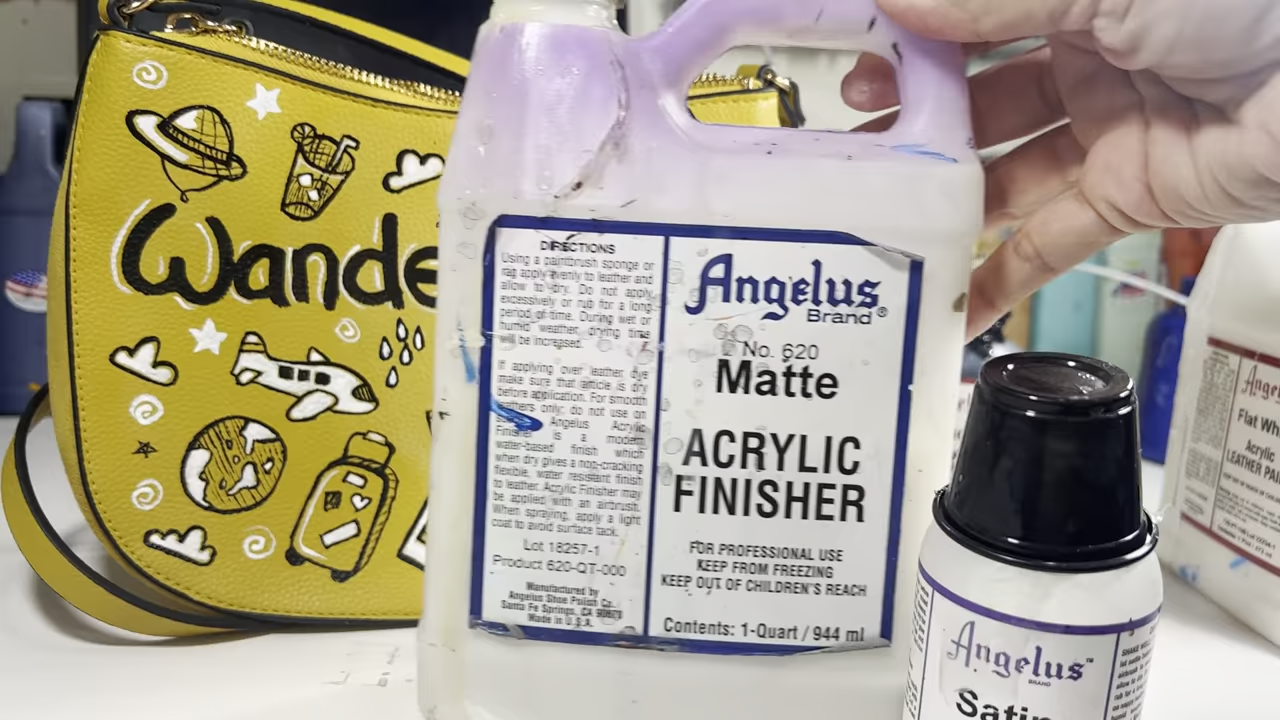 Wande
DIRECTIONS
Using a paintbrush sponge or
rag apply evenly to leather and
allow to dry. Do not apply
excessively or rub for a long
period of time. During wet or
humid weather, drying time
will be increased.
If applying over leather dye
make sure that article is dry
before application. For smooth
leathers only; do not use on
Angelus Acrylic
Finisher is a modern
water-based finish which
when dry gives a non-cracking
flexible, water resistant finish
to leather. Acrylic Finisher may
be applied with an airbrush.
When spraying, apply a light
coat to avoid surface tack.
Lot 18257-1
Product 620-QT-000
Manufactured by
Angelus Shoe Polish Co.
Santa Fe Springs, CA 90670
Made in U.S.A.
Angelus®
Brand
No. 620
Matte
ACRYLIC
FINISHER
FOR PROFESSIONAL USE
KEEP FROM FREEZING
KEEP OUT OF CHILDREN'S REACH
Contents: 1-Quart / 944 ml
Angelus™
BRAND
Satin
Ange
Flat Wh
Acrylic
LEATHER PA